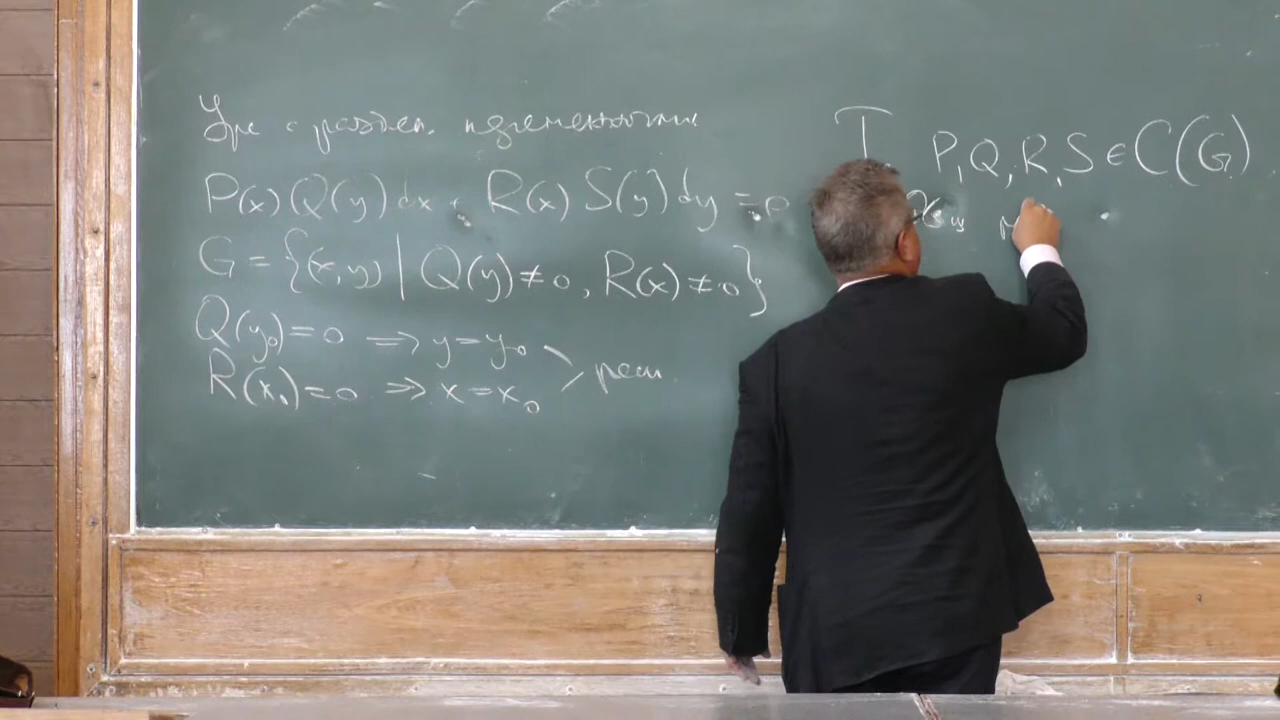 Ур-е с раздел. переменными
P(x)Q(y)dx + R(x)S(y)dy = 0
G = {(x,y) | Q(y) ≠ 0, R(x) ≠ 0}
Q(y₀) = 0 ⇒ y = y₀
R(x₀) = 0 ⇒ x = x₀ > реш.
T. P, Q, R, S ∈ C(G)